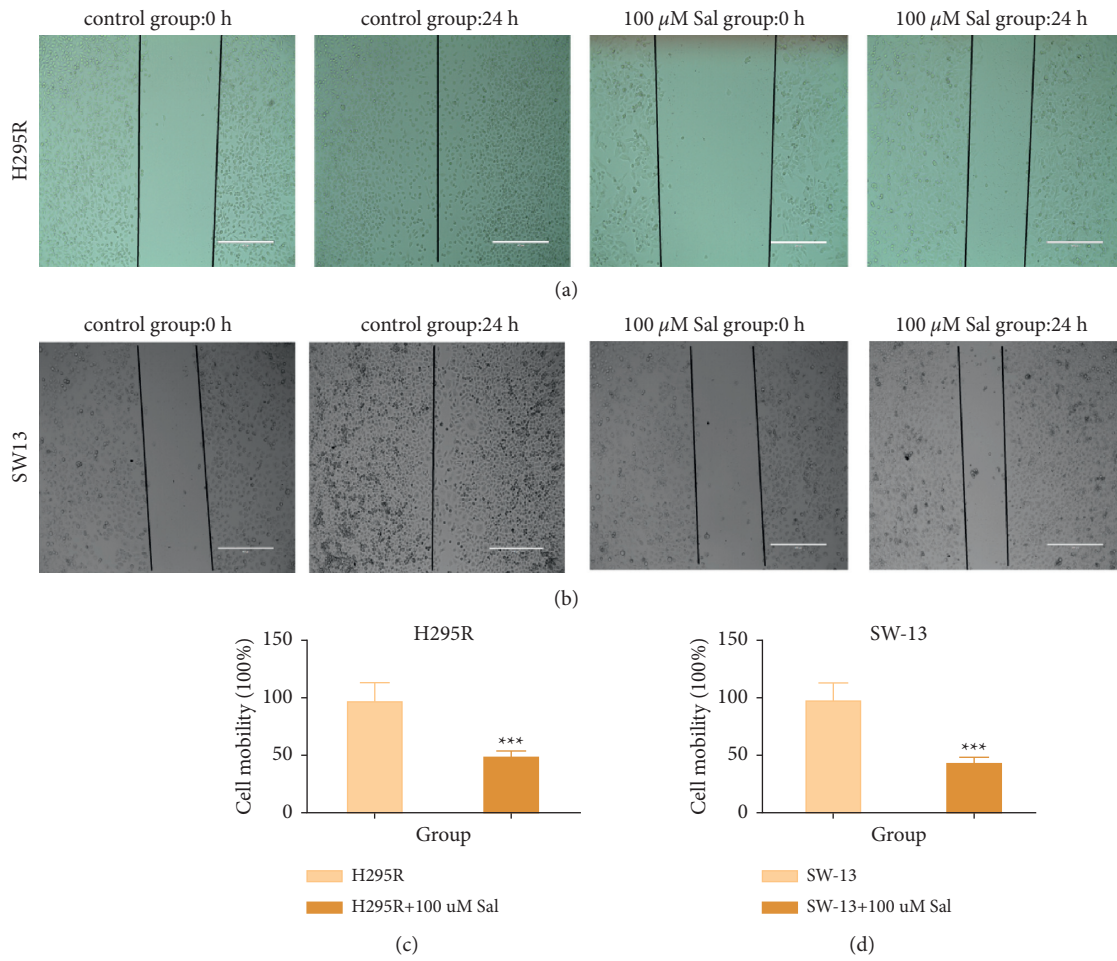 control group:0 h
control group:24 h
100 μM Sal group:0 h
100 μM Sal group:24 h
H295R
(a)
control group:0 h
control group:24 h
100 μM Sal group:0 h
100 μM Sal group:24 h
SW13
(b)
H295R
Cell mobility (100%)
150
100
50
0
***
Group
H295R
H295R+100 uM Sal
(c)
SW-13
Cell mobility (100%)
150
100
50
0
***
Group
SW-13
SW-13+100 uM Sal
(d)